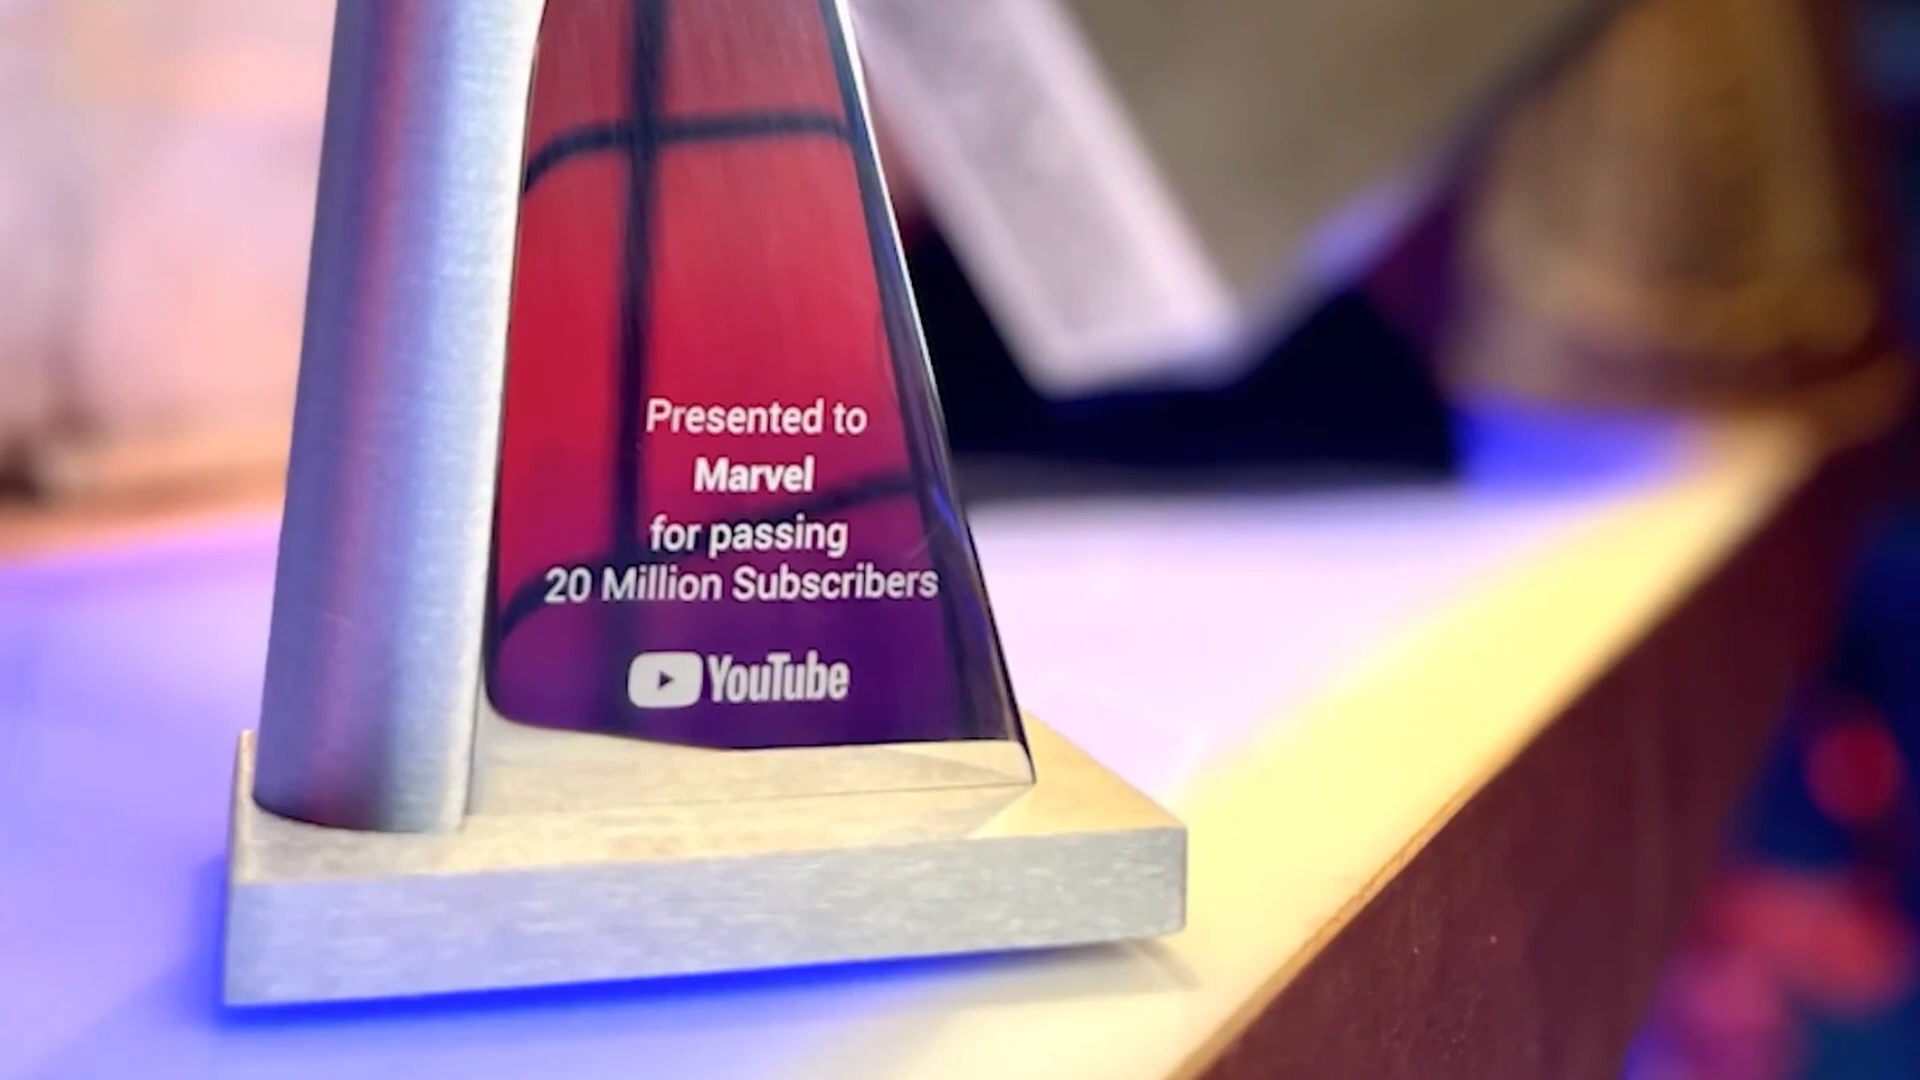 Presented to
Marvel
for passing
20 Million Subscribers
YouTube